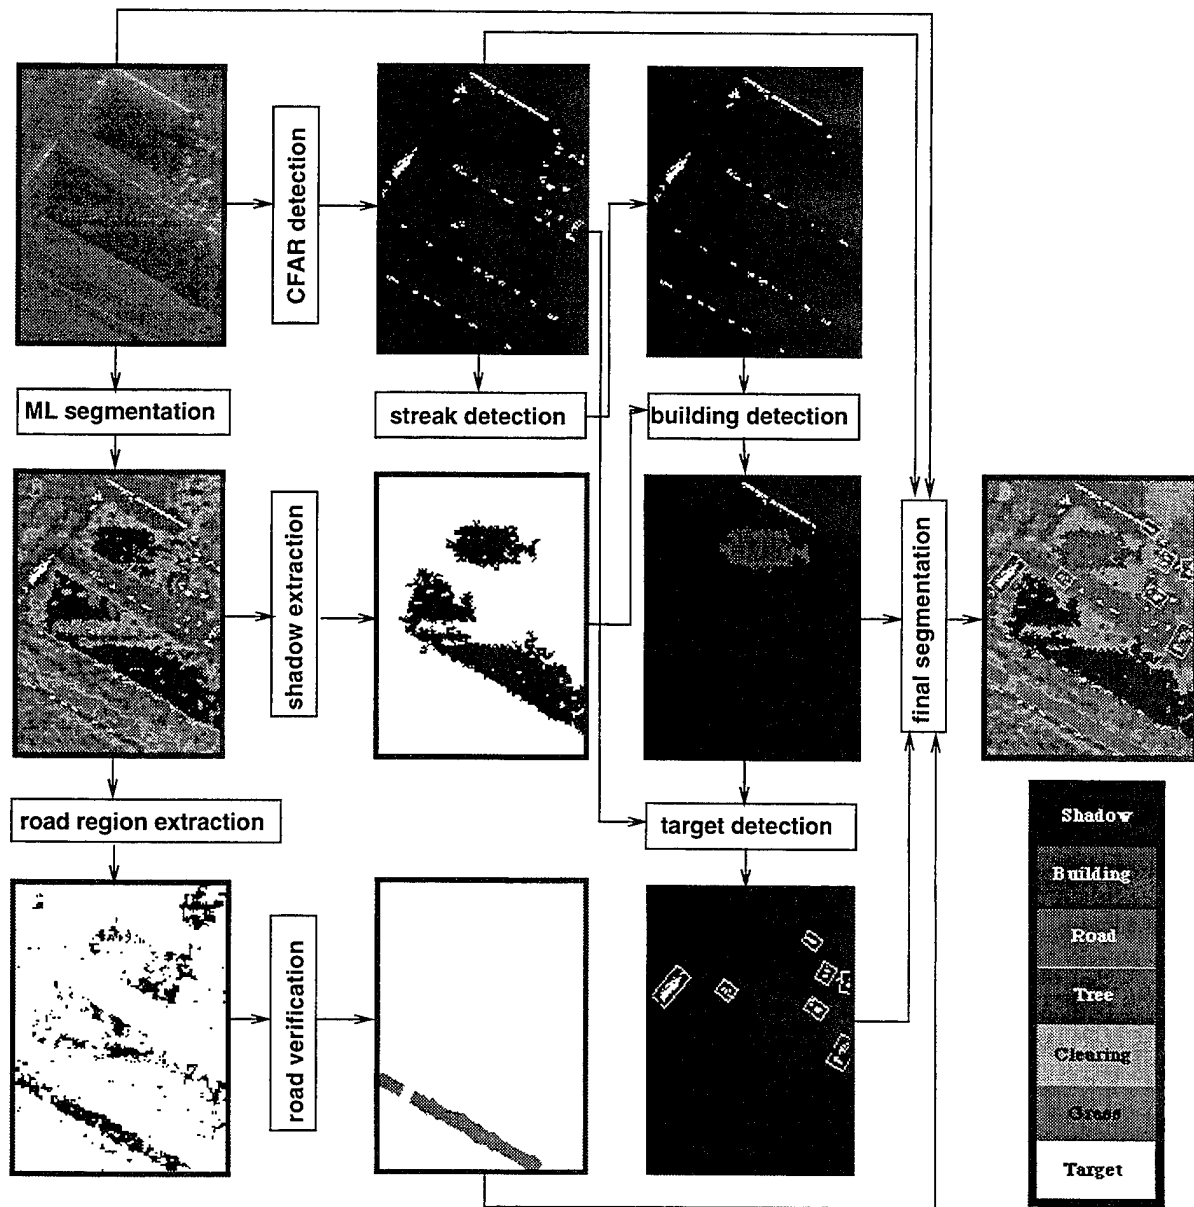 CFAR detection
ML segmentation
streak detection
building detection
shadow extraction
final segmentation
road region extraction
target detection
road verification
Shadow
Building
Road
Tree
Clearing
Grass
Target